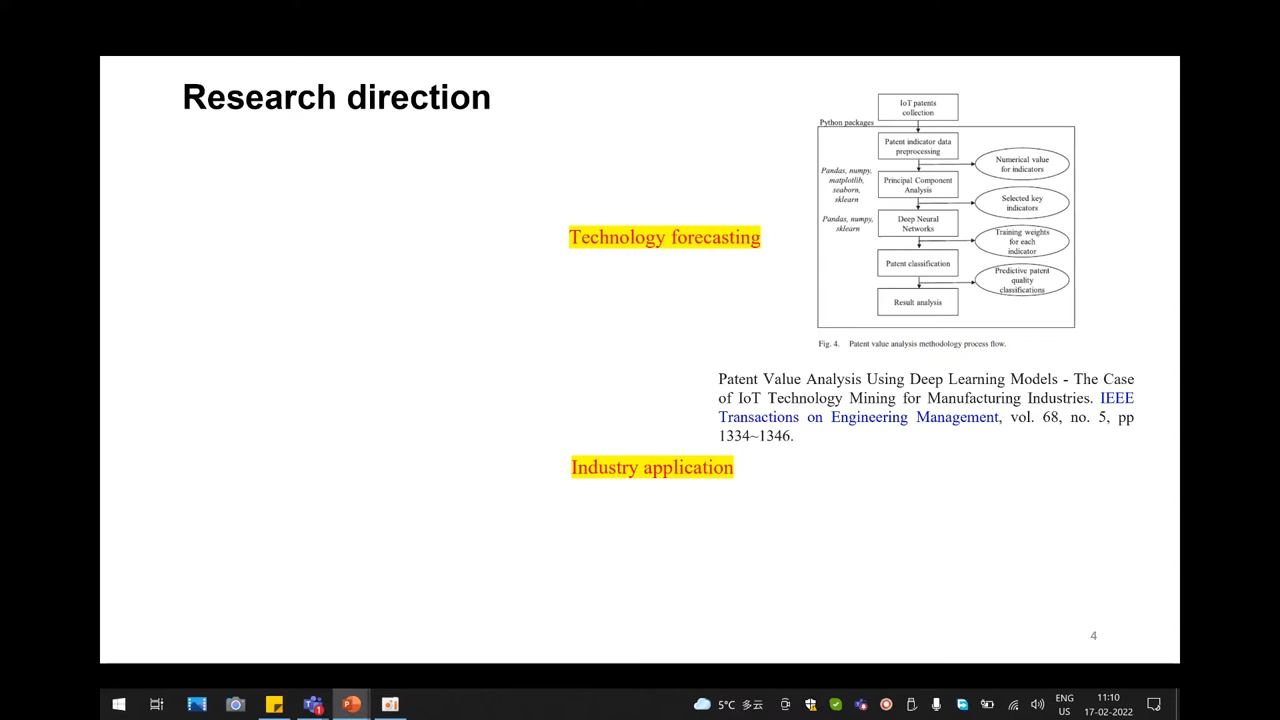 Research direction
IoT patents
collection
Python packages
Patent indicator data
preprocessing
Numerical value
for indicators
Pandas, numpy,
matplotlib,
seaborn,
sklearn
Principal Component
Analysis
Selected key
indicators
Pandas, numpy,
sklearn
Deep Neural
Networks
Training weights
for each
indicator
Technology forecasting
Patent classification
Predictive patent
quality
classifications
Result analysis
Fig. 4. Patent value analysis methodology process flow.
Patent Value Analysis Using Deep Learning Models - The Case
of IoT Technology Mining for Manufacturing Industries. IEEE
Transactions on Engineering Management, vol. 68, no. 5, pp
1334~1346.
Industry application
4
5°C 多云
ENG
US
11:10
17-02-2022
1